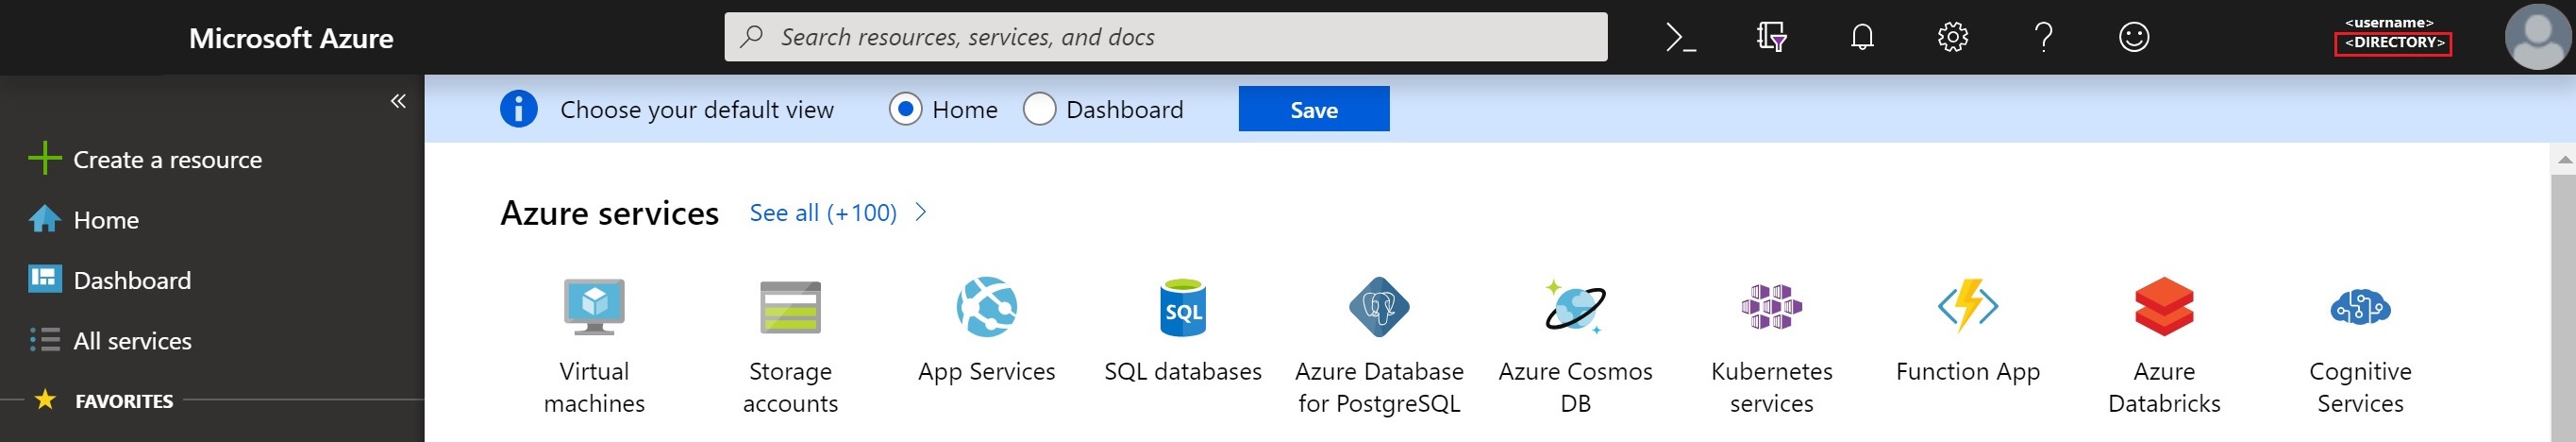 Microsoft Azure
Search resources, services, and docs
<username>
<DIRECTORY>
Choose your default view
Home
Dashboard
Save
Create a resource
Home
Dashboard
All services
FAVORITES
Azure services
See all (+100)
Virtual
machines
Storage
accounts
App Services
SQL
SQL databases
Azure Database
for PostgreSQL
Azure Cosmos
DB
Kubernetes
services
Function App
Azure
Databricks
Cognitive
Services